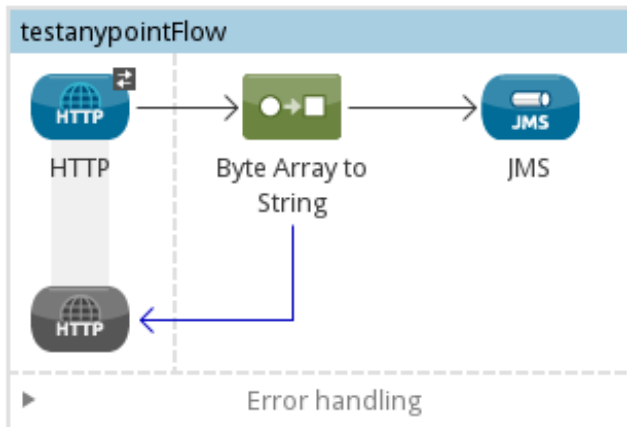 testanypointFlow
HTTP
JMS
HTTP
Byte Array to
String
JMS
HTTP
Error handling